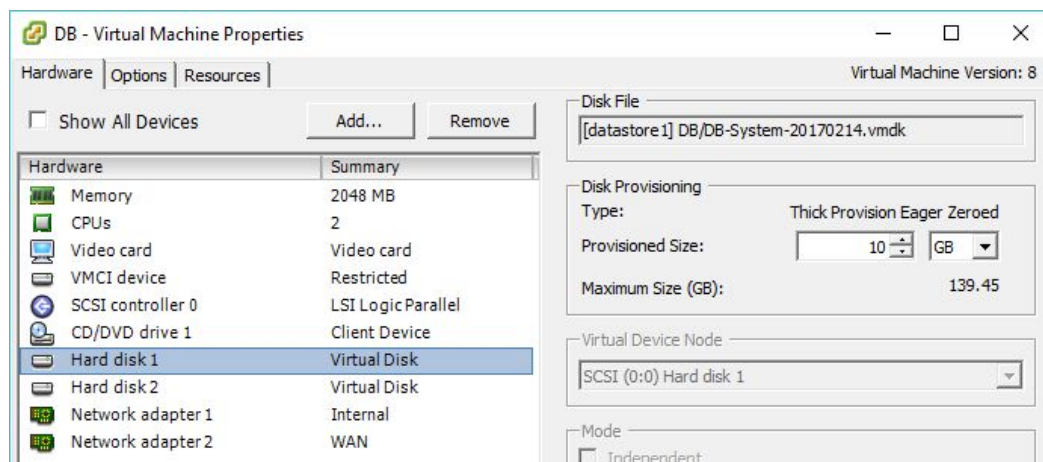 DB - Virtual Machine Properties
Hardware Options Resources Virtual Machine Version: 8
Show All Devices Add... Remove
Hardware Summary
Memory 2048 MB
CPUs 2
Video card Video card
VMCI device Restricted
SCSI controller 0 LSI Logic Parallel
CD/DVD drive 1 Client Device
Hard disk 1 Virtual Disk
Hard disk 2 Virtual Disk
Network adapter 1 Internal
Network adapter 2 WAN
Disk File
[datastore1] DB/DB-System-20170214.vmdk
Disk Provisioning
Type: Thick Provision Eager Zeroed
Provisioned Size: 10 GB
Maximum Size (GB): 139.45
Virtual Device Node
SCSI (0:0) Hard disk 1
Mode
Independent